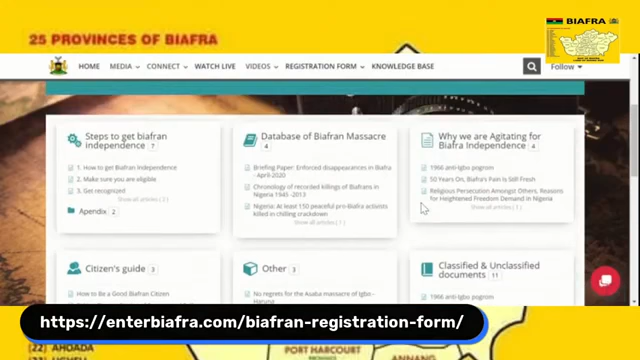 25 PROVINCES OF BIAFRA
BIAFRA
HOME MEDIA CONNECT WATCH LIVE VIDEOS REGISTRATION FORM KNOWLEDGE BASE
Follow
Steps to get biafran
independence 7
1. How to get Biafran Independence
2. Make sure you are eligible
3. Get recognized
Show all articles ( 3 )
Apendix 2
Database of Biafran Massacre
4
Briefing Paper: Enforced disappearances in Biafra
- April-2020
Chronology of recorded killings of Biafrans in
Nigeria 1945 -2013
Nigeria: At least 150 peaceful pro-Biafra activists
killed in chilling crackdown
Why we are Agitating for
Biafra Independence 4
1966 anti-Igbo pogrom
50 Years On, Biafra's Pain is Still Fresh
Religious Persecution Amongst Others, Reasons
for Heightened Freedom Demand in Nigeria
Show all articles ( 1 )
Citizen's guide 3
How to Be a Good Biafran Citizen
Other 3
No regrets for the Asaba massacre of Igbo -
Classified & Unclassified
documents 11
1966 anti-Igbo pogrom
https://enterbiafra.com/biafran-registration-form/
[22] AHOADA
PORT HARCOURT
ANNANG